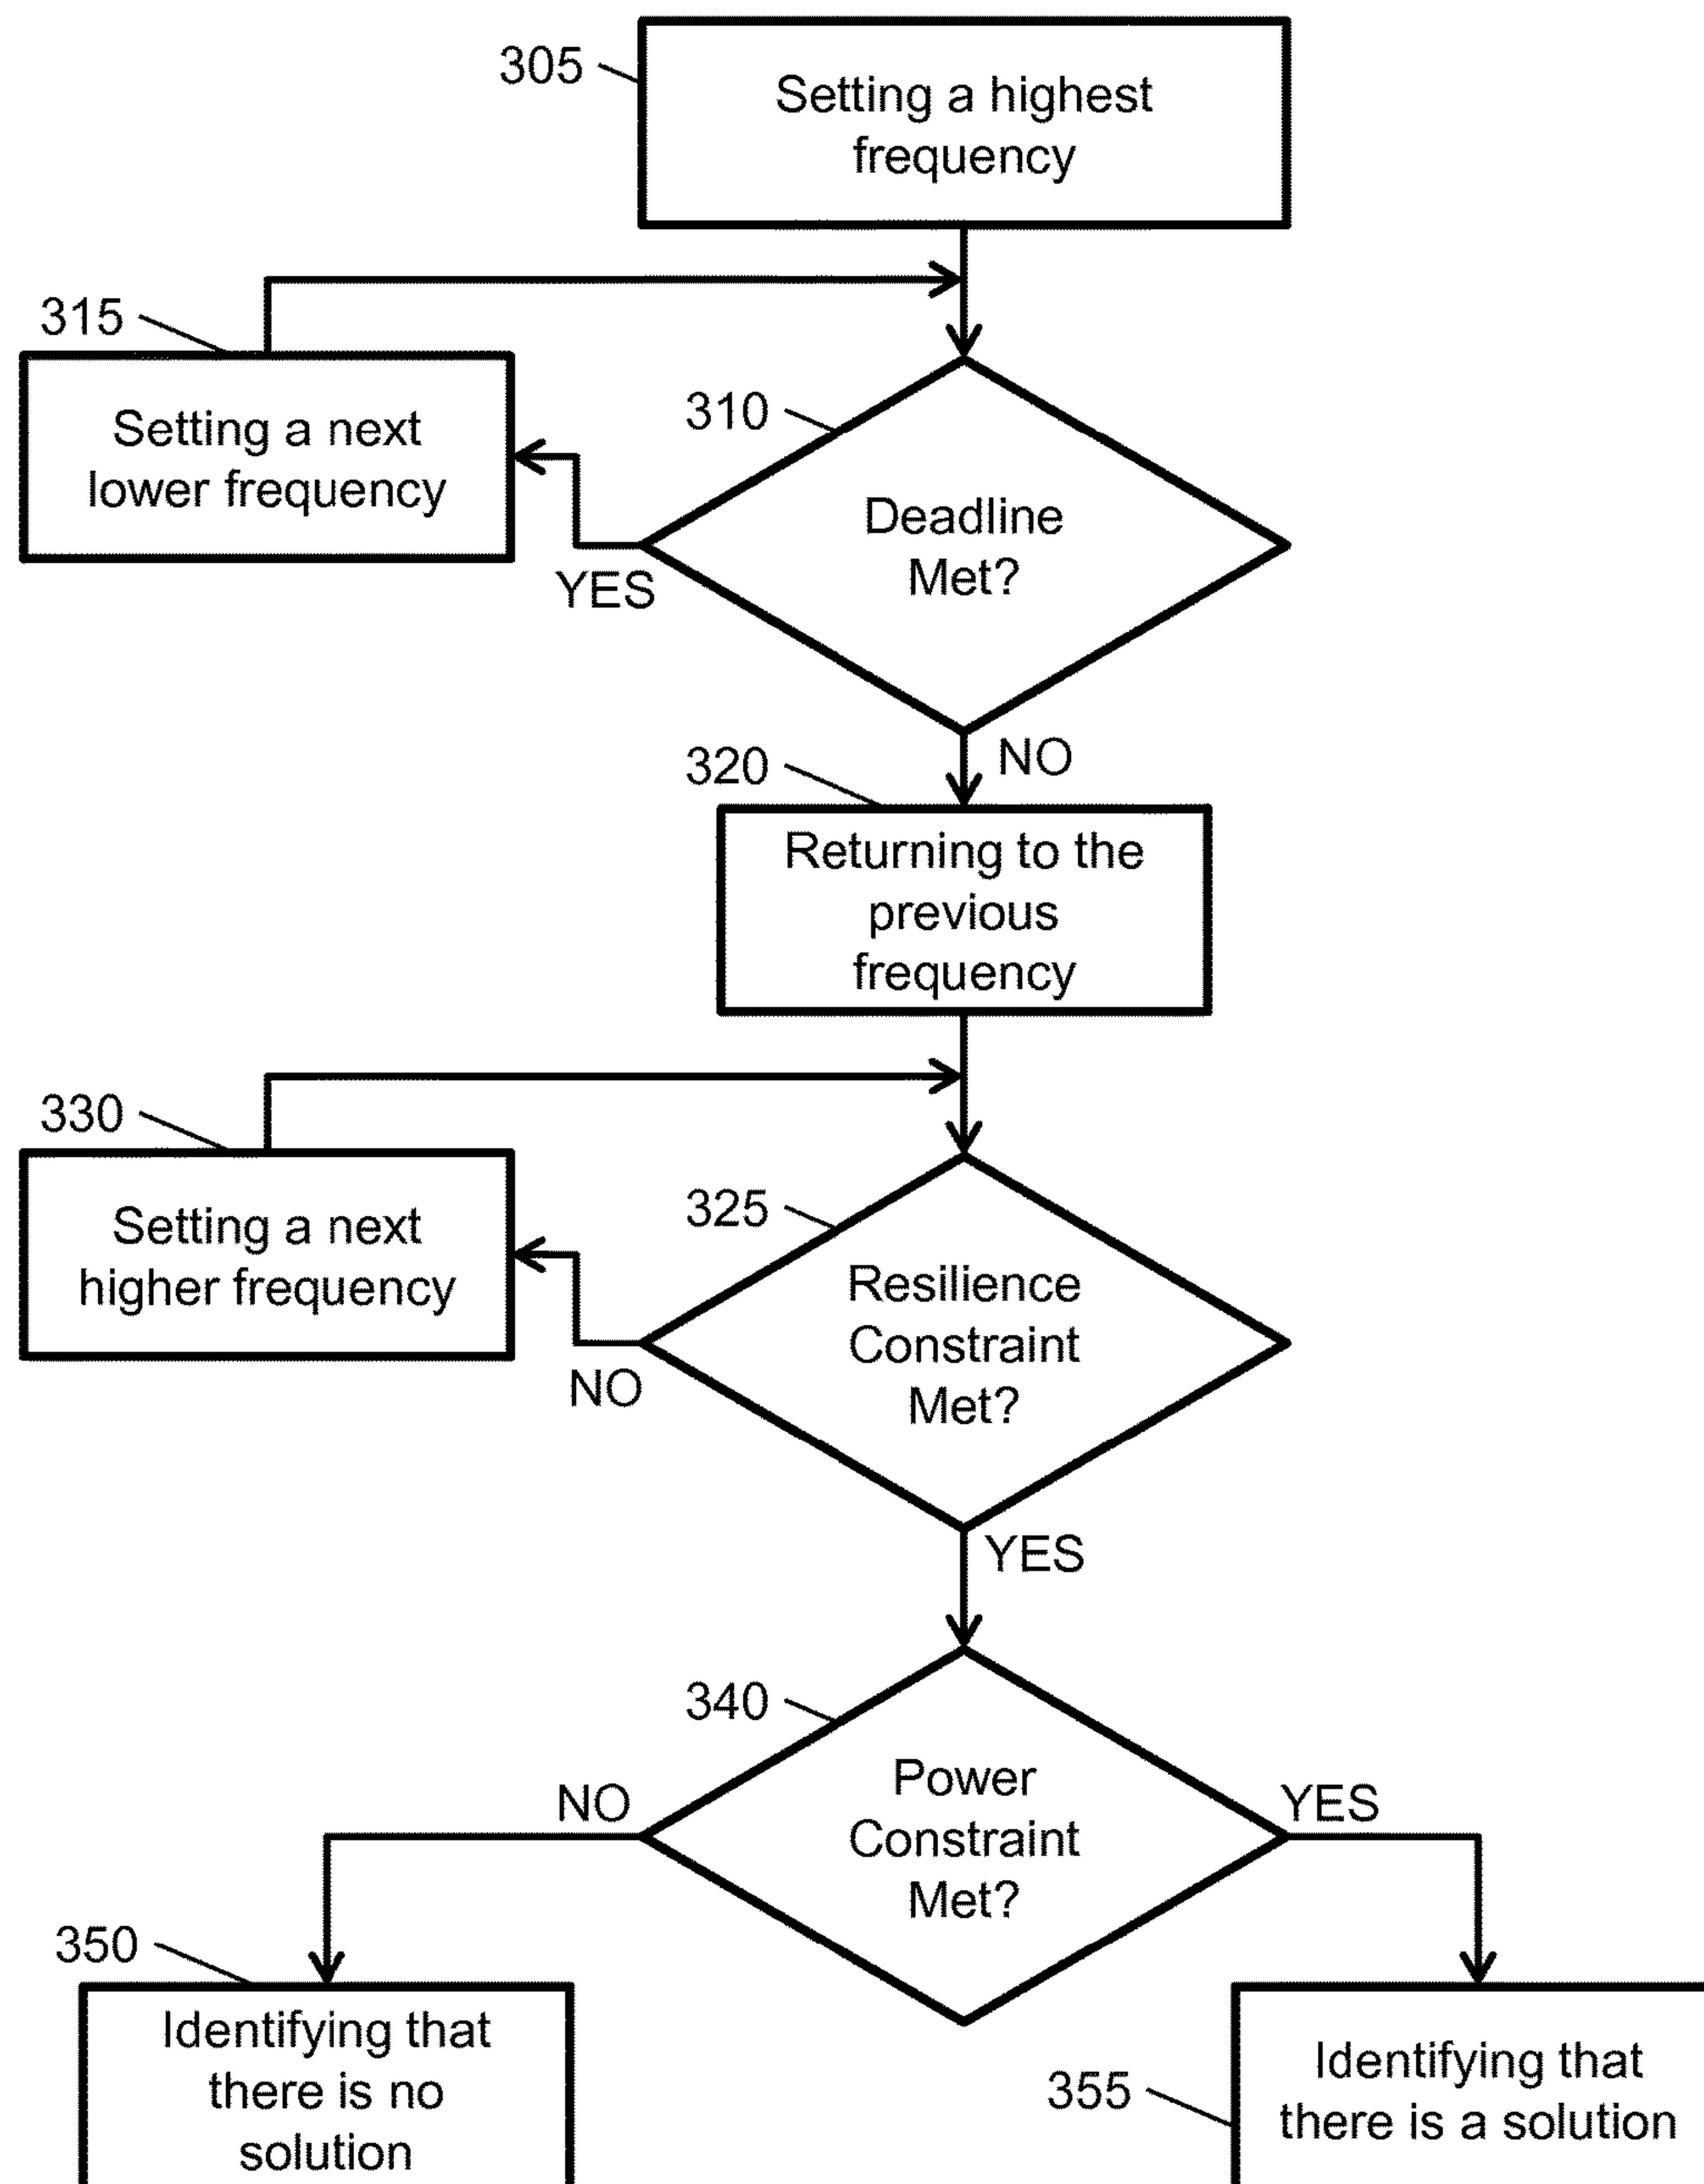 305
Setting a highest
frequency
315
Setting a next
lower frequency
310
Deadline
Met?
YES
NO
320
Returning to the
previous
frequency
330
Setting a next
higher frequency
325
Resilience
Constraint
Met?
NO
YES
340
Power
Constraint
Met?
NO
YES
350
Identifying that
there is no
solution
355
Identifying that
there is a solution